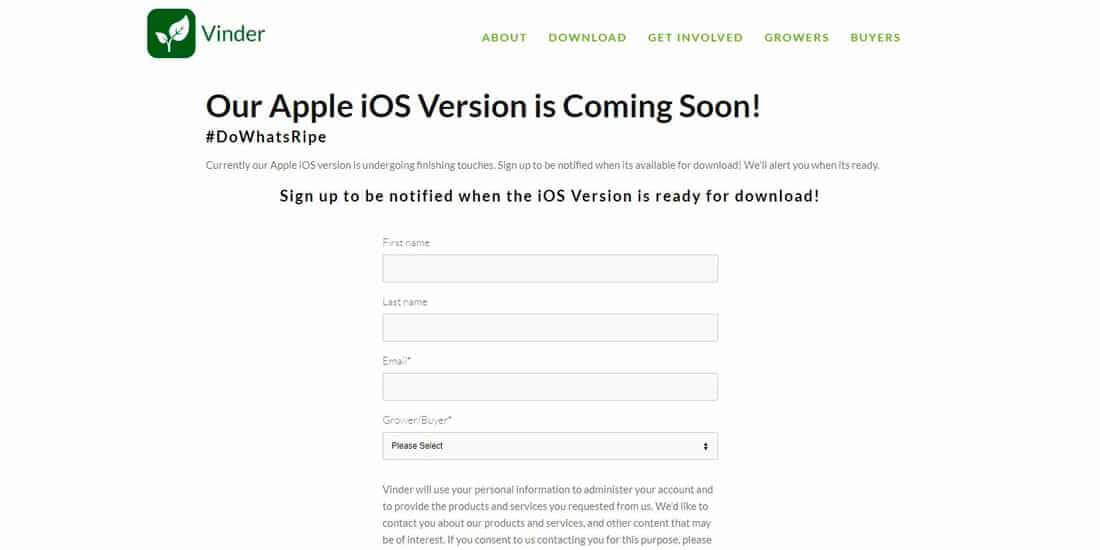 Vinder
ABOUT DOWNLOAD GET INVOLVED GROWERS BUYERS
Our Apple iOS Version is Coming Soon!
#DoWhatsRipe
Currently our Apple iOS version is undergoing finishing touches. Sign up to be notified when its available for download! We'll alert you when its ready.
Sign up to be notified when the iOS Version is ready for download!
First name
Last name
Email*
Grower/Buyer*
Please Select
Vinder will use your personal information to administer your account and
to provide the products and services you requested from us. We'd like to
contact you about our products and services, and other content that may
be of interest. If you consent to us contacting you for this purpose, please